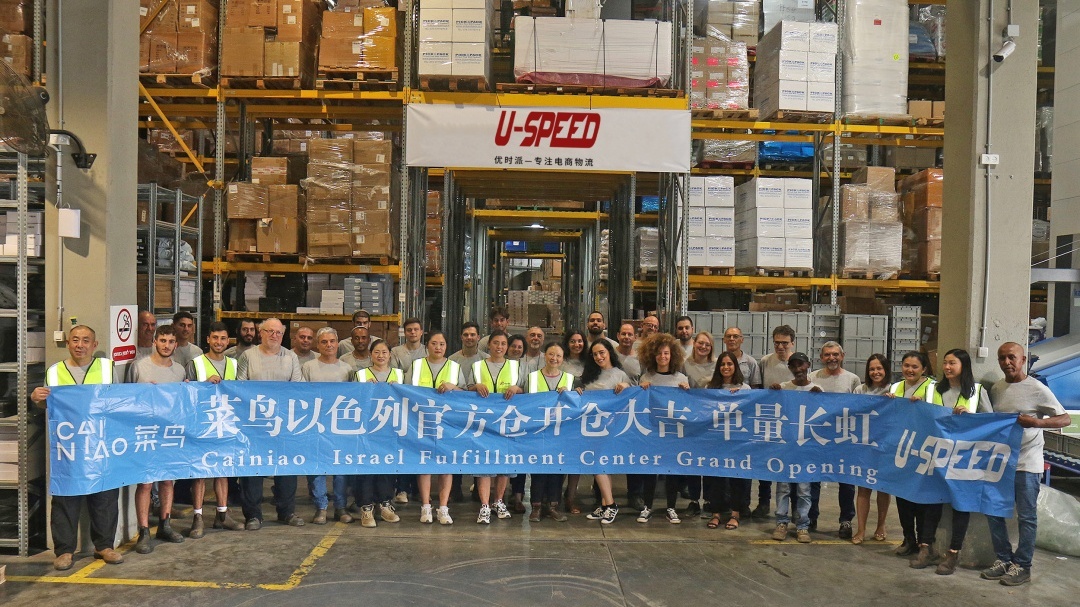 U-SPEED
优时派—专注电商物流
CAI
NIAO 菜鸟
菜鸟以色列官方仓开仓大吉 单量长虹
Cainiao Israel Fulfillment Center Grand Opening
U-SPEED